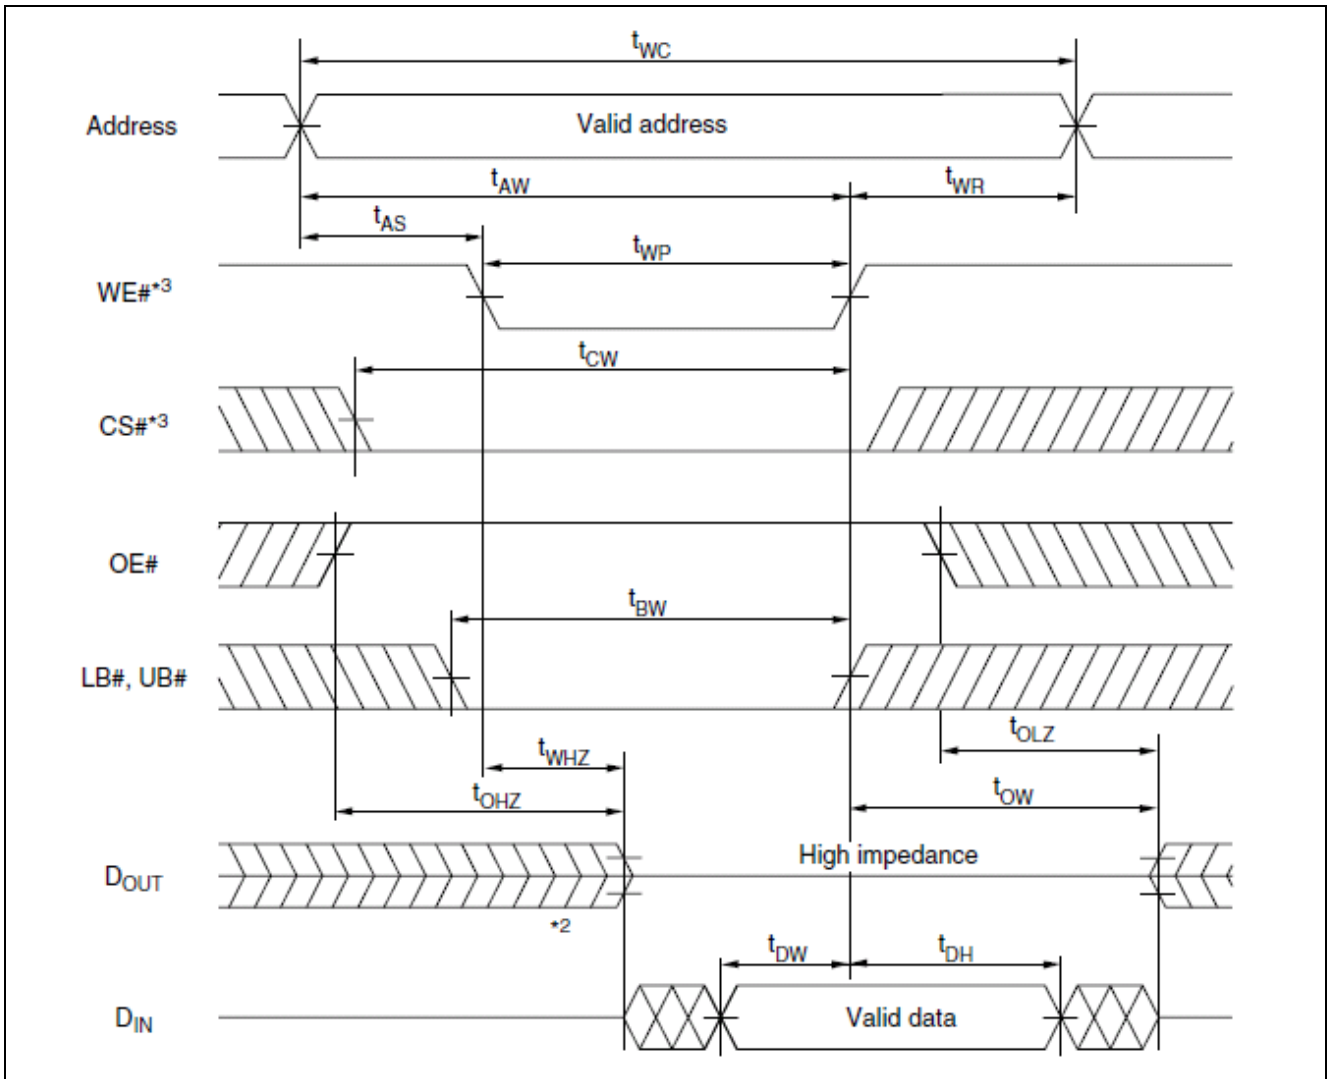 tWC
Address
Valid address
tAW
tWR
tAS
tWP
WE#*3
tCW
CS#*3
OE#
tBW
LB#, UB#
tOLZ
tWHZ
tOHZ
tOW
High impedance
DOUT
*2
tDW
tDH
DIN
Valid data